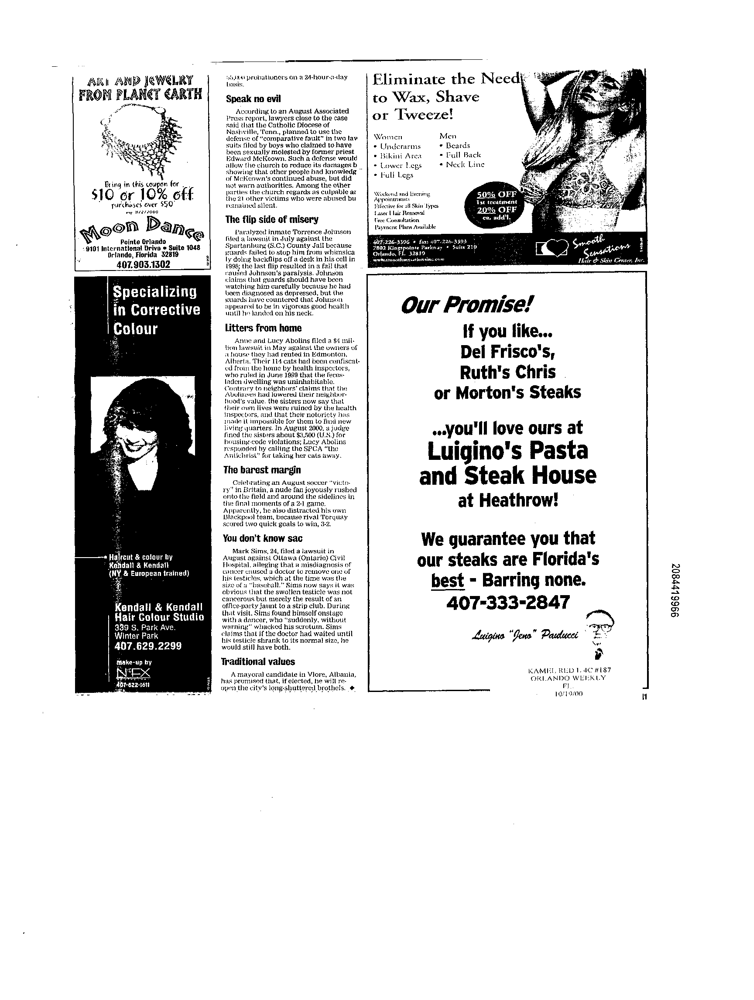 ART AND JEWELRY
FROM PLANET EARTH
Bring in this coupon for
$10 or 10% off
purchases over $50
Moon Dance
Pointe Orlando
9101 International Drive • Suite 1048
Orlando, Florida 32819
407.903.1302
Specializing
in Corrective
Colour
Haircut & colour by
Kendall & Kendall
(NY & European trained)
Kendall & Kendall
Hair Colour Studio
339 S. Park Ave.
Winter Park
407.629.2299
make-up by
407-622-1611
probationers on a 24-hour-a-day
basis.
Speak no evil
According to an August Associated
Press report, lawyers close to the case
said that the Catholic Diocese of
Nashville, Tenn., planned to use the
defense of "comparative fault" in two law
suits filed by boys who claimed to have
been sexually molested by former priest
Edward McKeown. Such a defense would
allow the church to reduce its damages b
showing that other people had knowledg
of McKeown's continued abuse, but did
not warn authorities. Among the other
parties the church regards as culpable ar
the 21 other victims who were abused bu
remained silent.
The flip side of misery
Paralyzed inmate Torrence Johnson
filed a lawsuit in July against the
Spartanburg (S.C.) County Jail because
guards failed to stop him from whimsica
ly doing backflips off a desk in his cell in
1998; the last flip resulted in a fall that
caused Johnson's paralysis. Johnson
claims that guards should have been
watching him carefully because he had
been diagnosed as depressed, but the
guards have countered that Johnson
appeared to be in vigorous good health
until he landed on his neck.
Litters from home
Anne and Lucy Abolins filed a $4 mil-
lion lawsuit in May against the owners of
a house they had rented in Edmonton,
Alberta. Their 114 cats had been confiscat-
ed from the home by health inspectors,
who ruled in June 1999 that the feces-
laden dwelling was uninhabitable.
Contrary to neighbors' claims that the
Abolinses had lowered their neighbor-
hood's value, the sisters now say that
their own lives were ruined by the health
inspectors, and that their notoriety has
made it impossible for them to find new
living quarters. In August 2000, a judge
fined the sisters about $3,500 (U.S.) for
housing-code violations; Lucy Abolins
responded by calling the SPCA "the
Antichrist" for taking her cats away.
The barest margin
Celebrating an August soccer "victo-
ry" in Britain, a nude fan joyously rushed
onto the field and around the sidelines in
the final moments of a 2-1 game.
Apparently, he also distracted his own
Blackpool team, because rival Torquay
scored two quick goals to win, 3-2.
You don't know sac
Mark Sims, 24, filed a lawsuit in
August against Ottawa (Ontario) Civil
Hospital, alleging that a misdiagnosis of
cancer caused a doctor to remove one of
his testicles, which at the time was the
size of a "baseball." Sims now says it was
obvious that the swollen testicle was not
cancerous but merely the result of an
office-party jaunt to a strip club. During
that visit, Sims found himself onstage
with a dancer, who "suddenly, without
warning" whacked his scrotum. Sims
claims that if the doctor had waited until
his testicle shrank to its normal size, he
would still have both.
Traditional values
A mayoral candidate in Vlore, Albania,
has promised that, if elected, he will re-
open the city's long-shuttered brothels. ◆
Eliminate the Need
to Wax, Shave
or Tweeze!
Women
• Underarms
• Bikini Area
• Lower Legs
• Full Legs
Men
• Beards
• Full Back
• Neck Line
Weekend and Evening
Appointments
Effective for all Skin Types
Laser Hair Removal
Free Consultation
Payment Plans Available
50% OFF
1st treatment
20% OFF
ea. add'l.
407-226-3396 • fax 407-226-3393
7802 Kingspointe Parkway • Suite 210
Orlando, FL 32819
Smooth
Sensations
Hair & Skin Center, Inc.
Our Promise!
If you like...
Del Frisco's,
Ruth's Chris
or Morton's Steaks
...you'll love ours at
Luigino's Pasta
and Steak House
at Heathrow!
We guarantee you that
our steaks are Florida's
best - Barring none.
407-333-2847
Luigino "Jeno" Paulucci
KAMEL RED 1-4C #187
ORLANDO WEEKLY
FL
10/19/00
2084419966